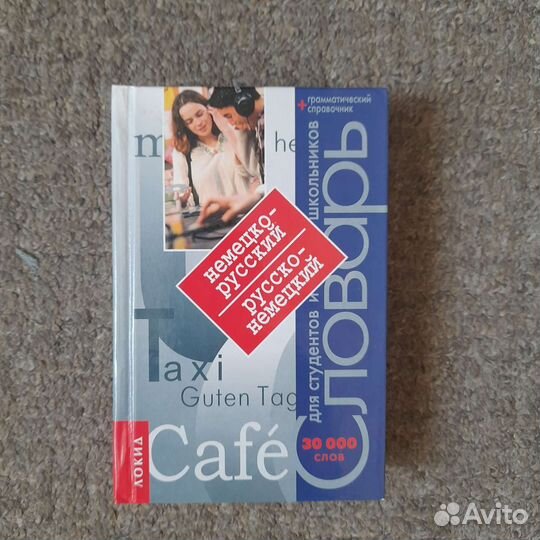 +грамматический
справочник
m
he
для студентов и школьников
Словарь
немецко-
русский
русско-
немецкий
Taxi
Guten Tag
Café
30 000
слов
ЛОКИД
Avito